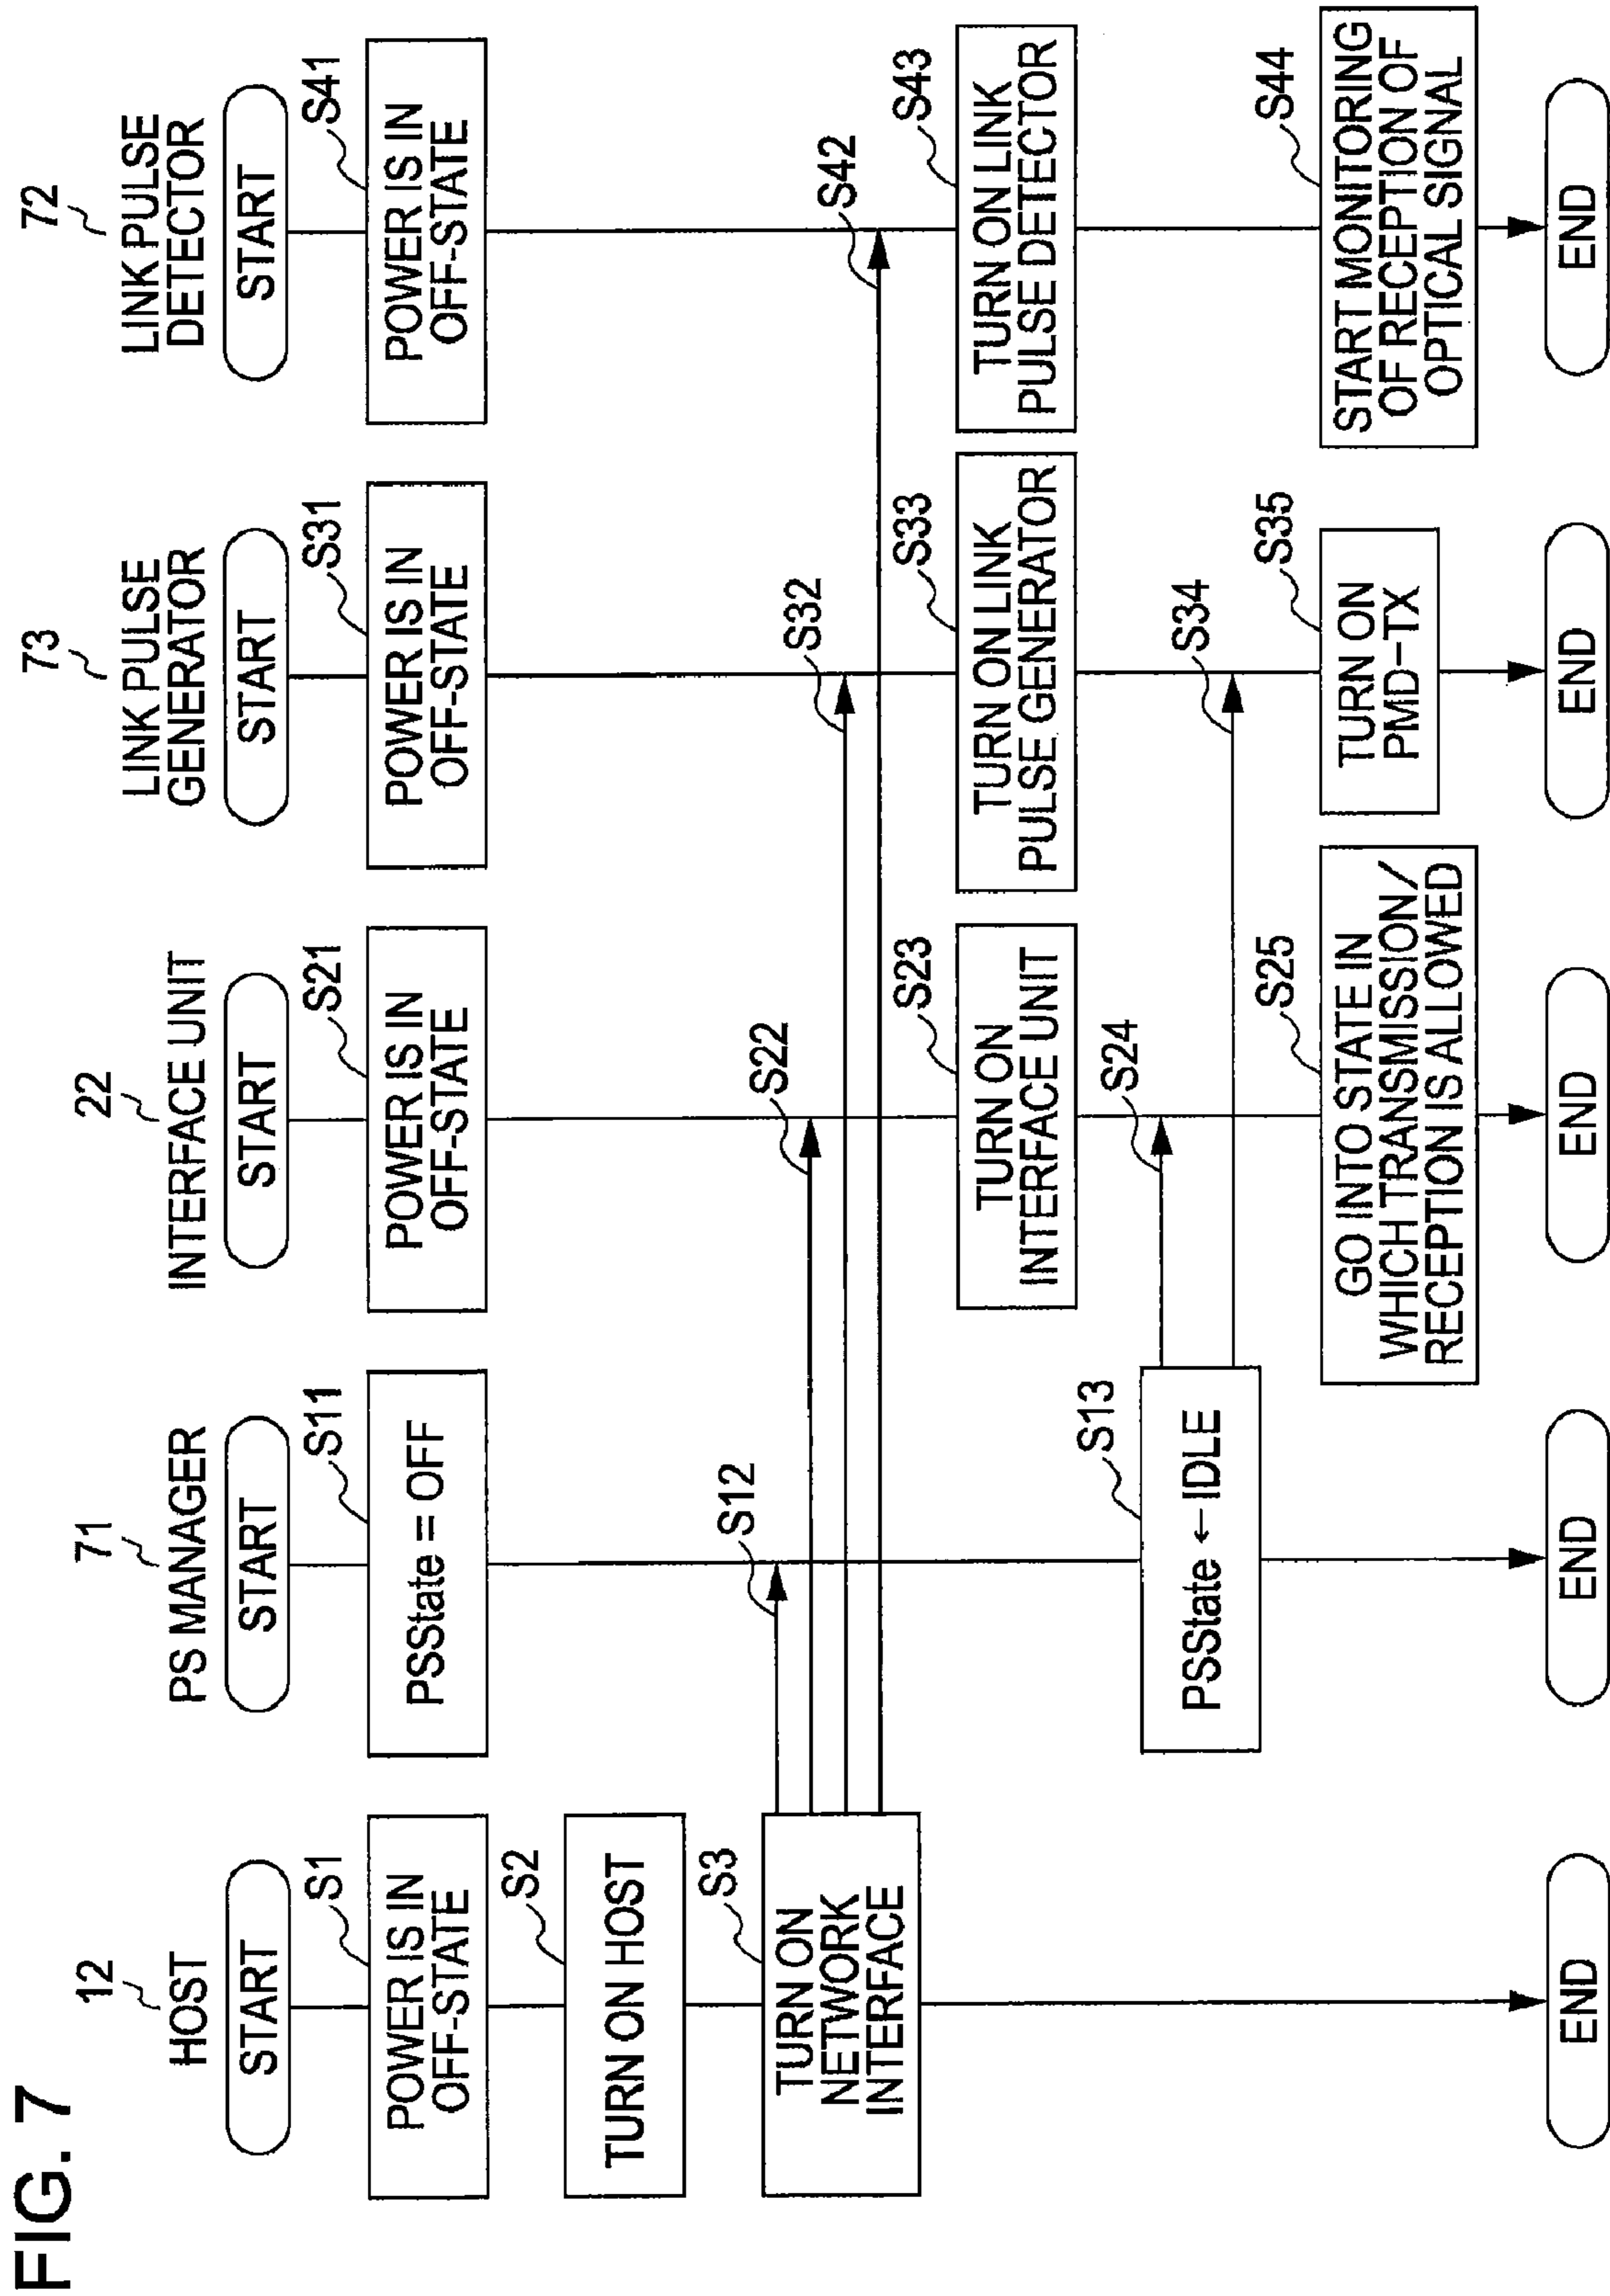 FIG. 7
12
HOST
START
S1
POWER IS IN
OFF-STATE
S2
TURN ON HOST
S3
TURN ON
NETWORK
INTERFACE
END
71
PS MANAGER
START
S11
PSState = OFF
S12
S13
PSState ← IDLE
END
22
INTERFACE UNIT
START
S21
POWER IS IN
OFF-STATE
S22
S23
TURN ON
INTERFACE UNIT
S24
S25
GO INTO STATE IN
WHICH TRANSMISSION/
RECEPTION IS ALLOWED
END
73
LINK PULSE
GENERATOR
START
S31
POWER IS IN
OFF-STATE
S32
S33
TURN ON LINK
PULSE GENERATOR
S34
S35
TURN ON
PMD-TX
END
72
LINK PULSE
DETECTOR
START
S41
POWER IS IN
OFF-STATE
S42
S43
TURN ON LINK
PULSE DETECTOR
S44
START MONITORING
OF RECEPTION OF
OPTICAL SIGNAL
END